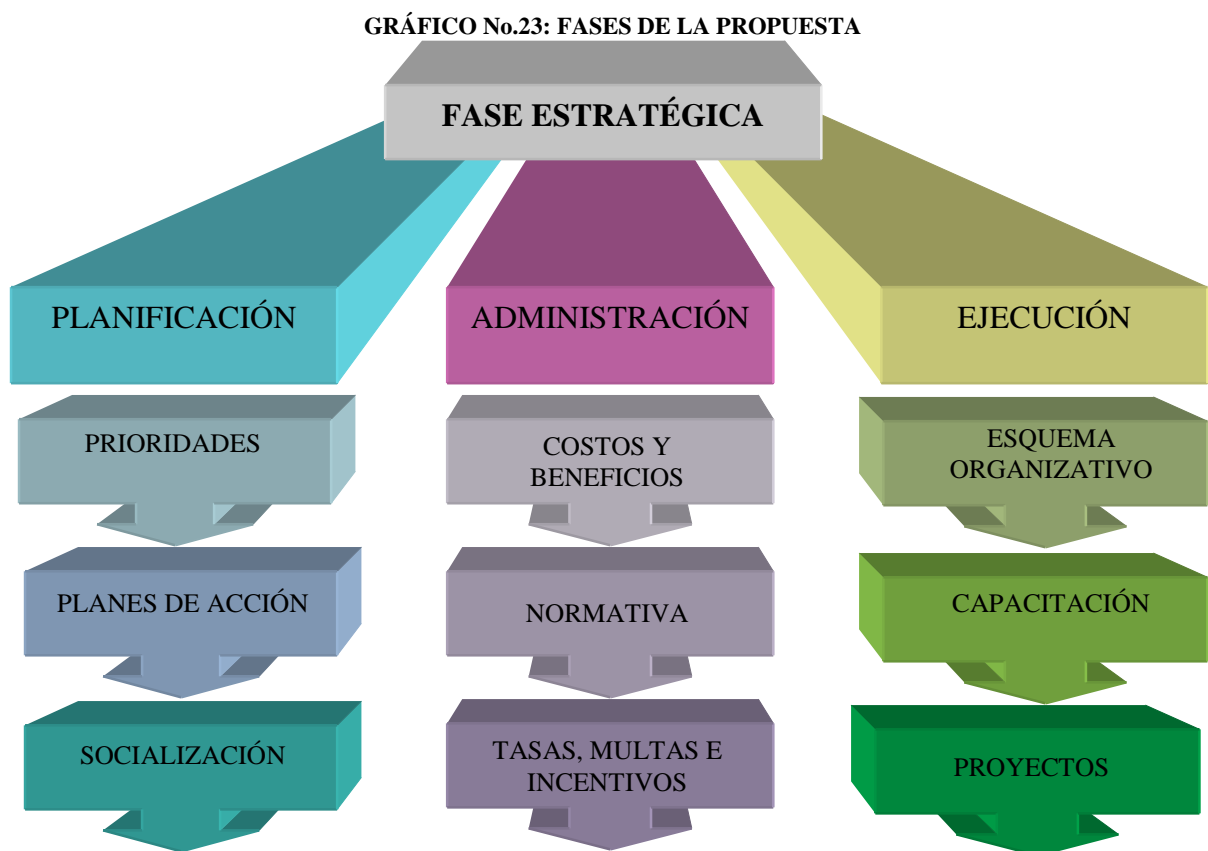 GRÁFICO No.23: FASES DE LA PROPUESTA
FASE ESTRATÉGICA
PLANIFICACIÓN
ADMINISTRACIÓN
EJECUCIÓN
PRIORIDADES
COSTOS Y
BENEFICIOS
ESQUEMA
ORGANIZATIVO
PLANES DE ACCIÓN
NORMATIVA
CAPACITACIÓN
SOCIALIZACIÓN
TASAS, MULTAS E
INCENTIVOS
PROYECTOS